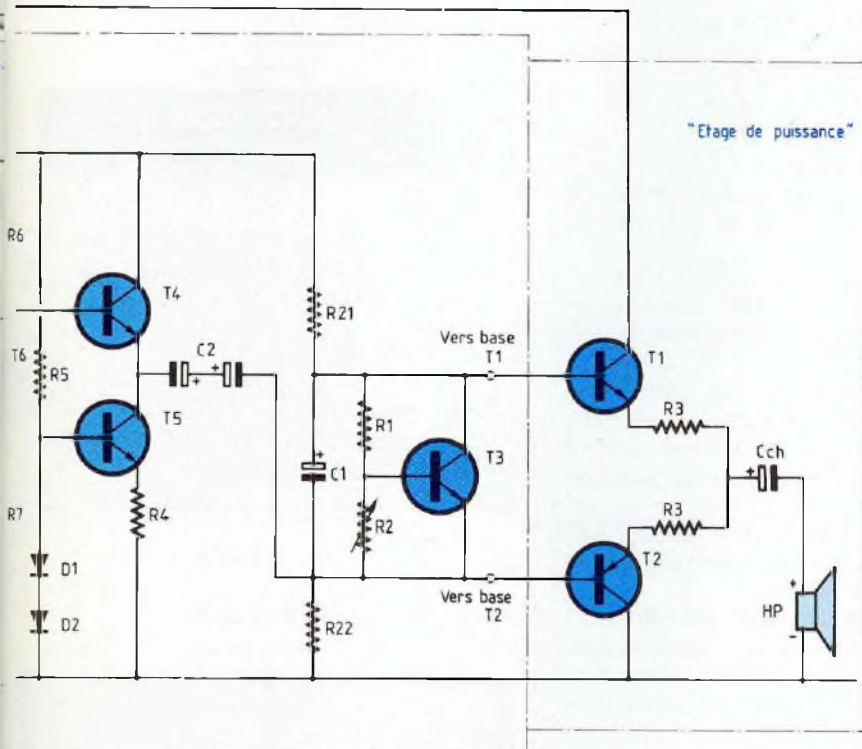 "Etage de puissance"
R6
T4
R21
C2
+
+
Vers base
T1
T1
T6
R5
R3
T5
R1
T3
Cch
+
+
C1
R3
R4
R2
R7
T2
D1
Vers base
T2
+
HP
-
D2
R22